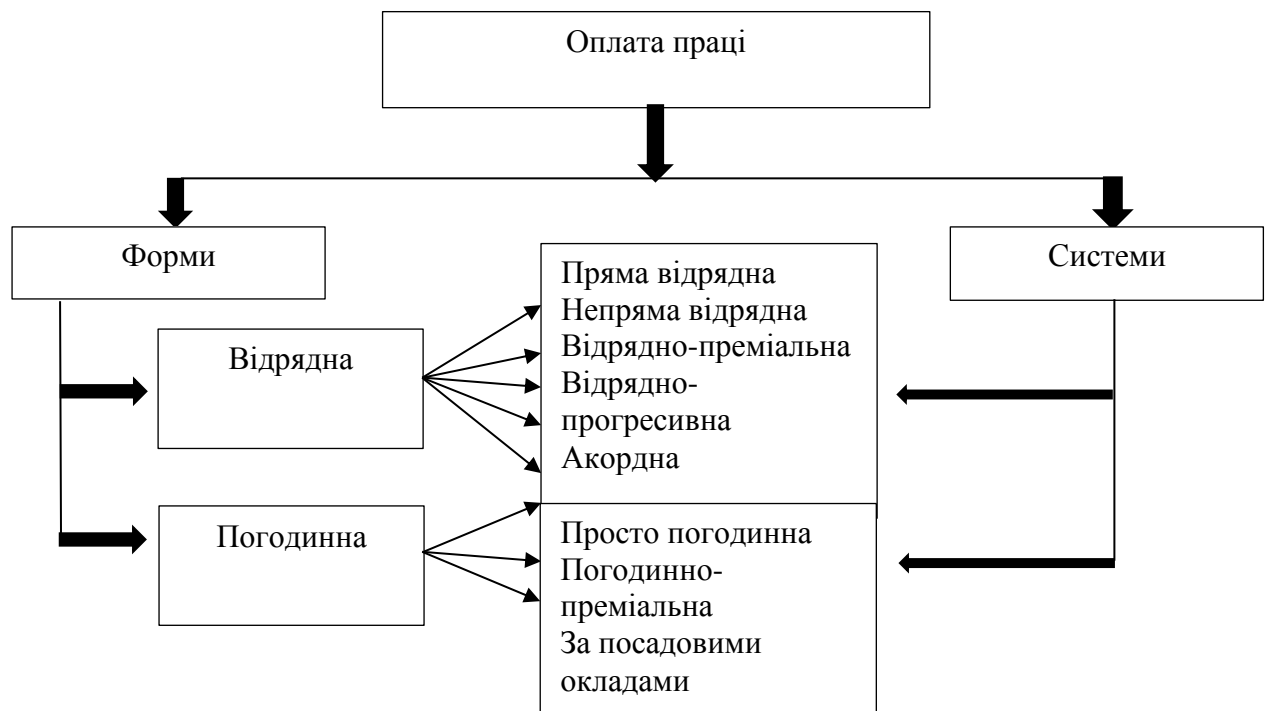 Оплата праці
Форми
Системи
Відрядна
Пряма відрядна
Непряма відрядна
Відрядно-преміальна
Відрядно-
прогресивна
Акордна
Погодинна
Просто погодинна
Погодинно-
преміальна
За посадовими
окладами